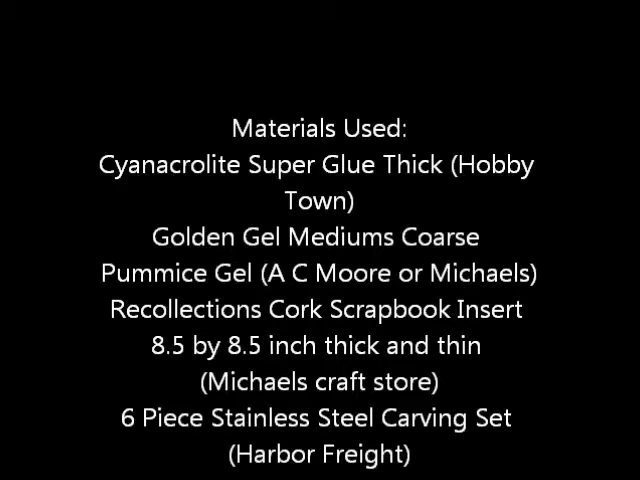 Materials Used:
Cyanacrolite Super Glue Thick (Hobby
Town)
Golden Gel Mediums Coarse
Pummice Gel (A C Moore or Michaels)
Recollections Cork Scrapbook Insert
8.5 by 8.5 inch thick and thin
(Michaels craft store)
6 Piece Stainless Steel Carving Set
(Harbor Freight)